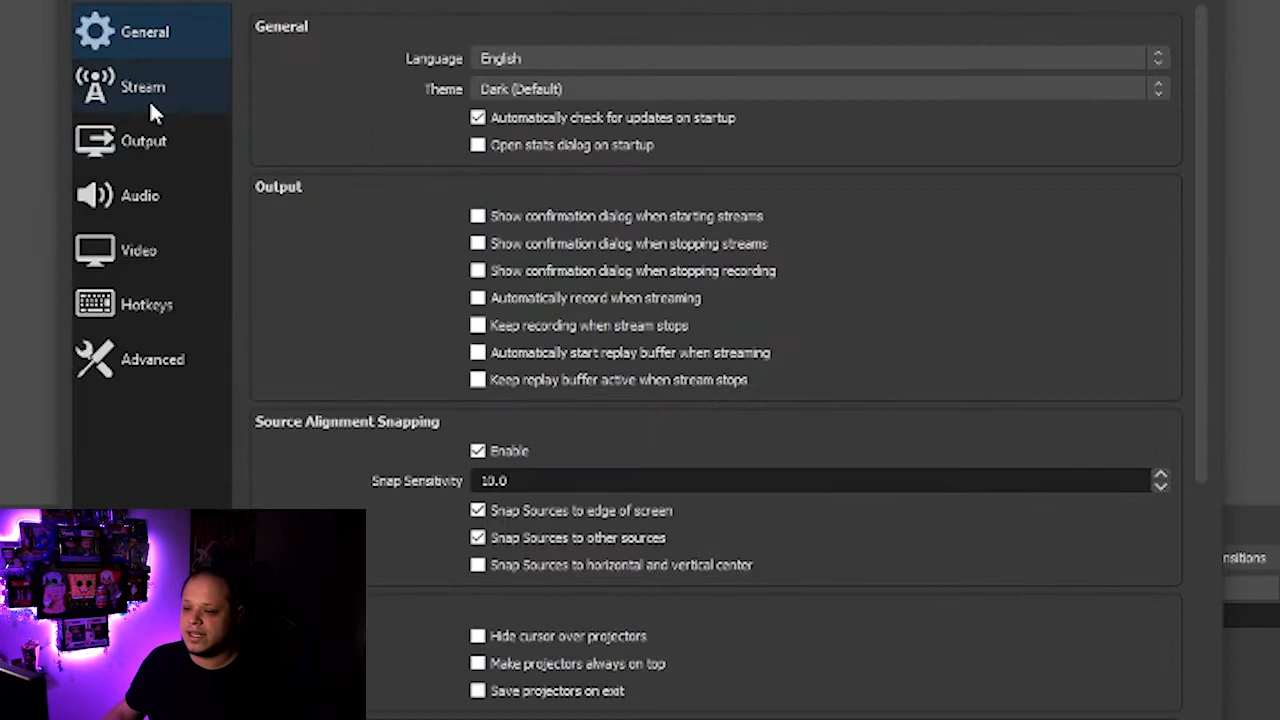 General
Stream
Output
Audio
Video
Hotkeys
Advanced
General
Language English
Theme Dark (Default)
Automatically check for updates on startup
Open stats dialog on startup
Output
Show confirmation dialog when starting streams
Show confirmation dialog when stopping streams
Show confirmation dialog when stopping recording
Automatically record when streaming
Keep recording when stream stops
Automatically start replay buffer when streaming
Keep replay buffer active when stream stops
Source Alignment Snapping
Enable
Snap Sensitivity 10.0
Snap Sources to edge of screen
Snap Sources to other sources
Snap Sources to horizontal and vertical center
Hide cursor over projectors
Make projectors always on top
Save projectors on exit
nsitions